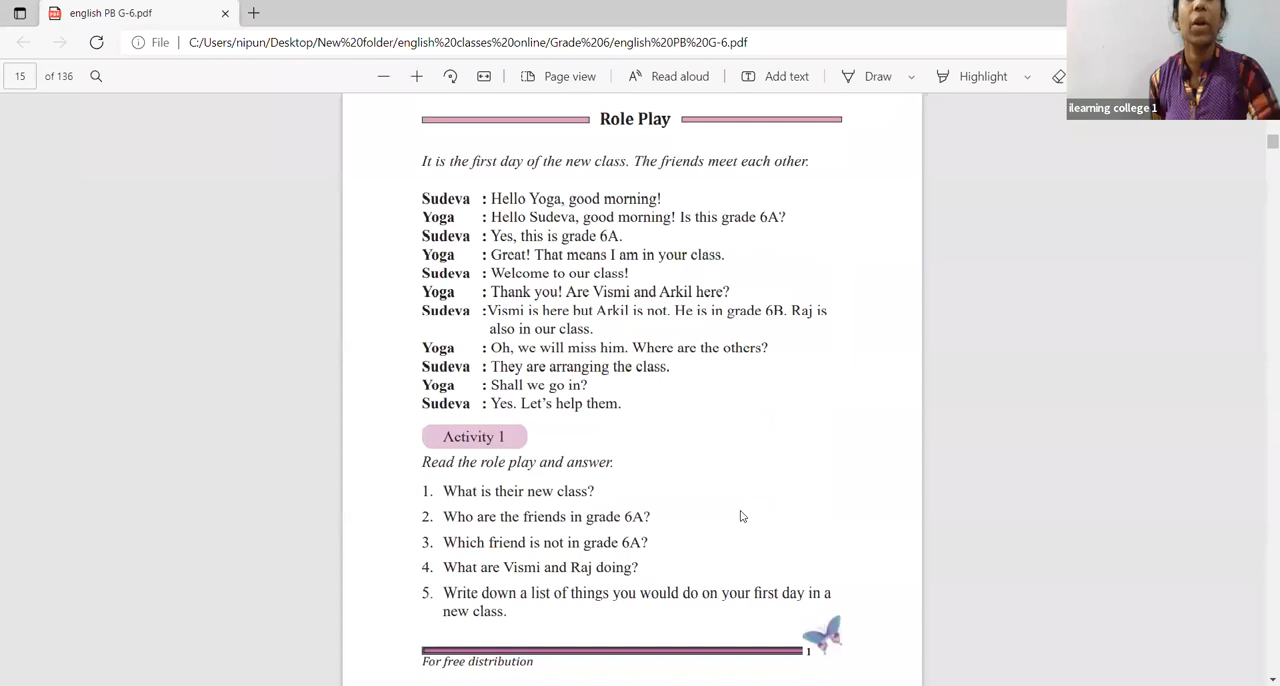 english PB G-6.pdf
File
C:/Users/nipun/Desktop/New%20folder/english%20classes%20online/Grade%206/english%20PB%20G-6.pdf
15 of 136
Page view
Read aloud
Add text
Draw
Highlight
ilearning college 1
Role Play
It is the first day of the new class. The friends meet each other.
Sudeva : Hello Yoga, good morning!
Yoga : Hello Sudeva, good morning! Is this grade 6A?
Sudeva : Yes, this is grade 6A.
Yoga : Great! That means I am in your class.
Sudeva : Welcome to our class!
Yoga : Thank you! Are Vismi and Arkil here?
Sudeva :Vismi is here but Arkil is not. He is in grade 6B. Raj is
also in our class.
Yoga : Oh, we will miss him. Where are the others?
Sudeva : They are arranging the class.
Yoga : Shall we go in?
Sudeva : Yes. Let's help them.
Activity 1
Read the role play and answer.
1. What is their new class?
2. Who are the friends in grade 6A?
3. Which friend is not in grade 6A?
4. What are Vismi and Raj doing?
5. Write down a list of things you would do on your first day in a
new class.
1
For free distribution